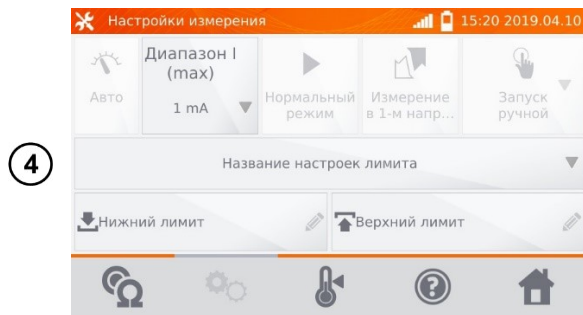 Настройки измерения 15:20 2019.04.10
Диапазон I
(max)
1 mA
Авто
Нормальный
режим
Измерение
в 1-м напр...
Запуск
ручной
4
Название настроек лимита
Нижний лимит
Верхний лимит